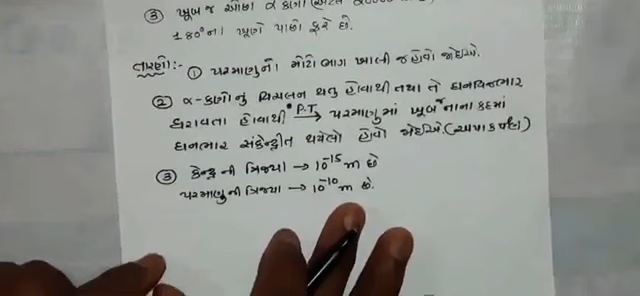 ③ ખૂબ જ ઓછા α કણો
180° ના ખૂણે પાછા ફરે છે.
તારણો:- ① પરમાણુનો મોટો ભાગ ખાલી જ હોવો જોઈએ.
② α-કણોનું વિચલન થતુ હોવાથી તથા તે ધનવિજભાર
ધરાવતા હોવાથી P.T → પરમાણુમાં ખૂબ જ નાના કદમાં
ધનભાર સંકેન્દ્રીત થયેલો હોવો જોઈએ. (અપાકર્ષણ)
③ કેન્દ્રની ત્રિજ્યા → 10⁻¹⁵ m છે
પરમાણુની ત્રિજ્યા → 10⁻¹⁰ m છે.